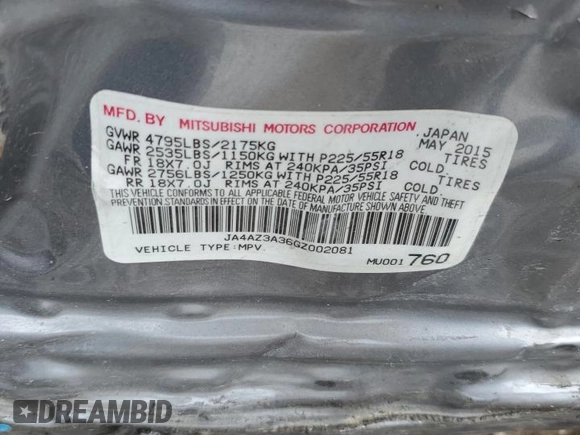 MFD. BY MITSUBISHI MOTORS CORPORATION. JAPAN
GVWR 4795LBS/2175KG MAY 2015
GAWR 2535LBS/1150KG WITH P225/55R18 TIRES
FR 18X7.0J RIMS AT 240KPA/35PSI COLD.
GAWR 2756LBS/1250KG WITH P225/55R18 TIRES
RR 18X7.0J RIMS AT 240KPA/35PSI COLD.
THIS VEHICLE CONFORMS TO ALL APPLICABLE FEDERAL MOTOR VEHICLE SAFETY AND THEFT
PREVENTION STANDARDS IN EFFECT ON THE DATE OF MANUFACTURE SHOWN ABOVE.
JA4AZ3A36GZ002081
VEHICLE TYPE:MPV. MU001 760
DREAMBID